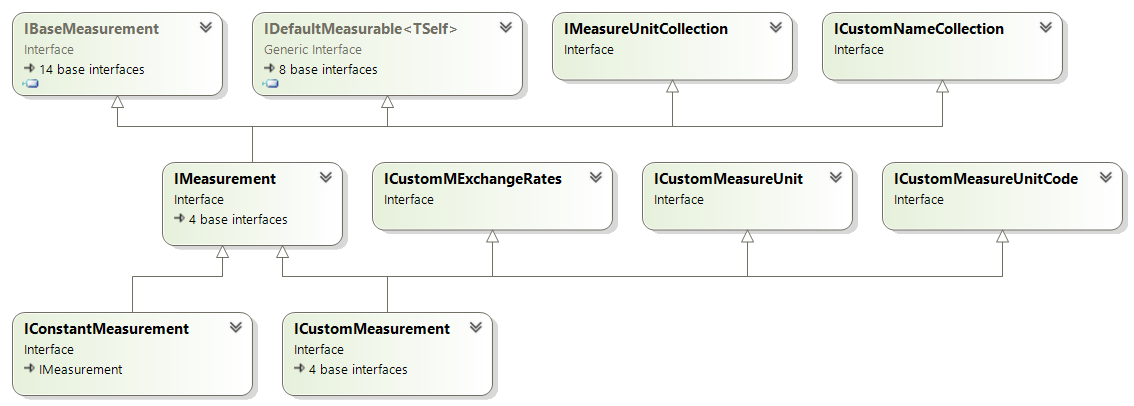 IBaseMeasurement
Interface
14 base interfaces
IDefaultMeasurable<TSelf>
Generic Interface
8 base interfaces
IMeasureUnitCollection
Interface
ICustomNameCollection
Interface
IMeasurement
Interface
4 base interfaces
ICustomMExchangeRates
Interface
ICustomMeasureUnit
Interface
ICustomMeasureUnitCode
Interface
IConstantMeasurement
Interface
IMeasurement
ICustomMeasurement
Interface
4 base interfaces